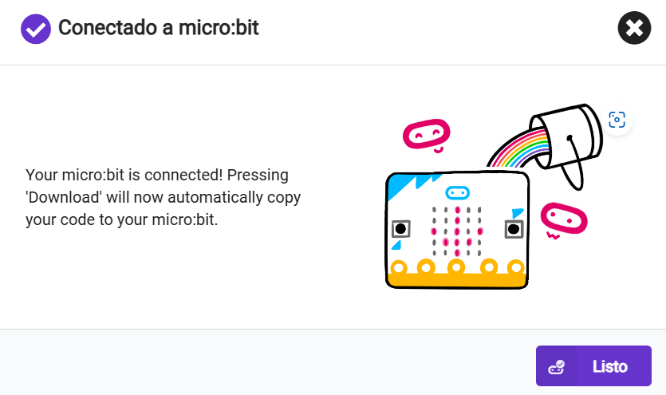 Conectado a micro:bit
Your micro:bit is connected! Pressing
'Download' will now automatically copy
your code to your micro:bit.
Listo